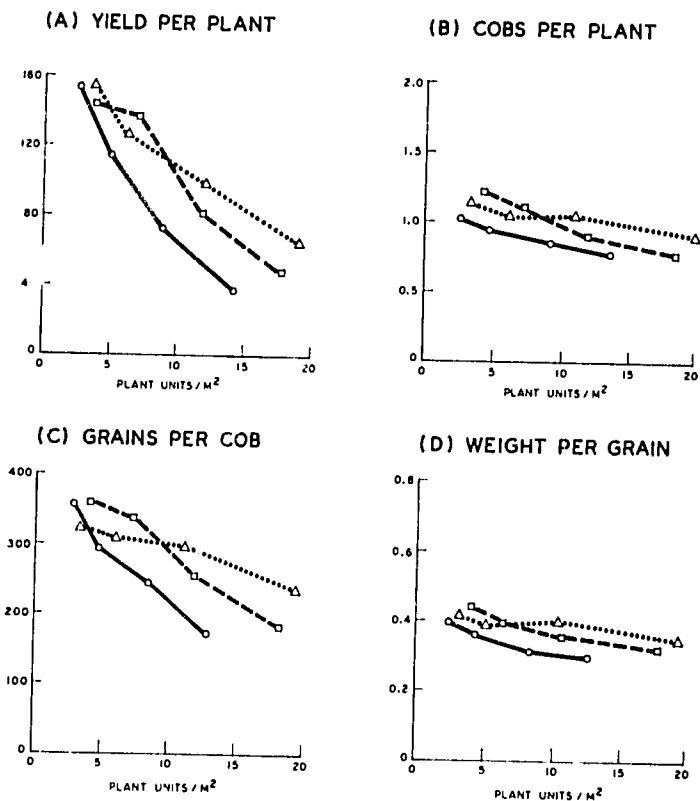 (A) YIELD PER PLANT
160
120
80
4
0
0 5 10 15 20
PLANT UNITS/M²
(B) COBS PER PLANT
2.0
1.5
1.0
0.5
0
0 5 10 15 20
PLANT UNITS/M²
(C) GRAINS PER COB
400
300
200
100
0
0 5 10 15 20
PLANT UNITS/M²
(D) WEIGHT PER GRAIN
0.8
0.6
0.4
0.2
0
0 5 10 15 20
PLANT UNITS/M²